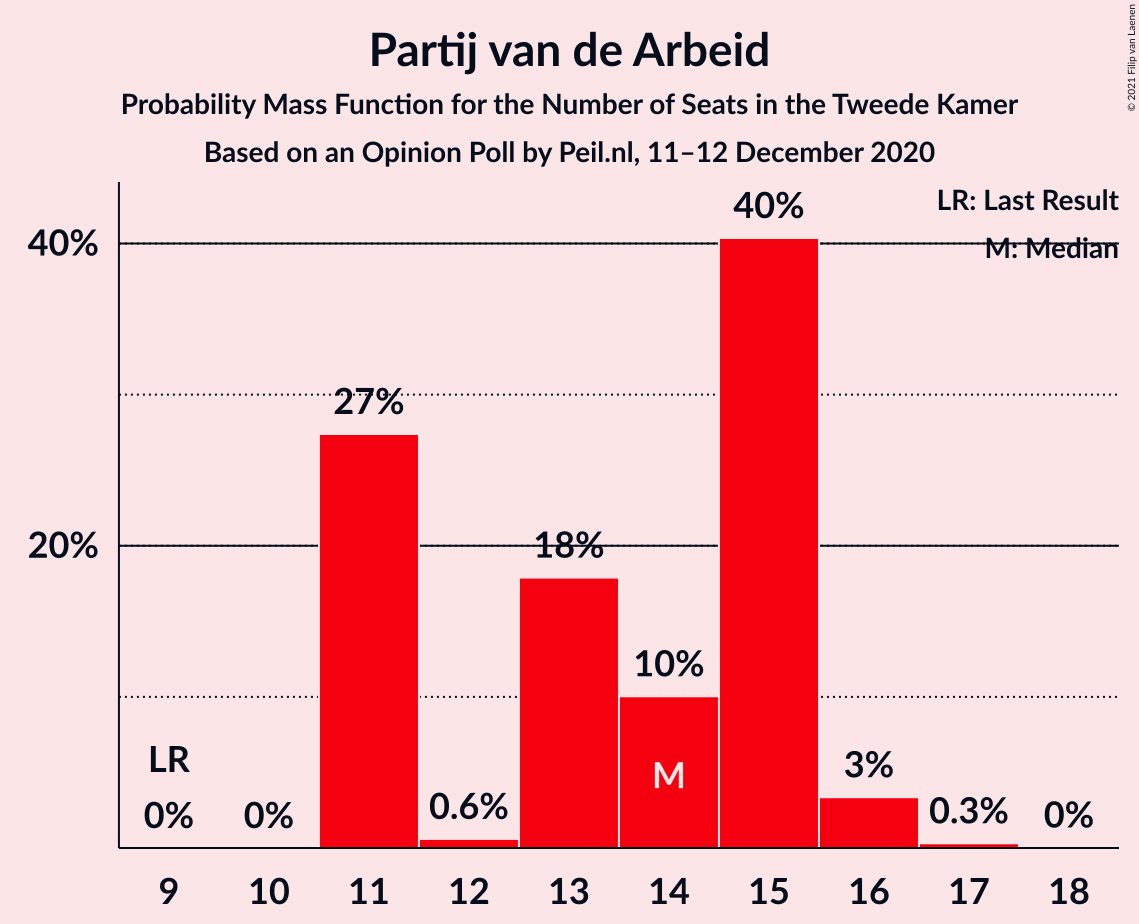 Partij van de Arbeid
Probability Mass Function for the Number of Seats in the Tweede Kamer
Based on an Opinion Poll by Peil.nl, 11–12 December 2020
© 2021 Filip van Laenen
LR: Last Result
M: Median
40%
20%
LR
0%
0%
27%
0.6%
18%
10%
M
40%
3%
0.3%
0%
9 10 11 12 13 14 15 16 17 18